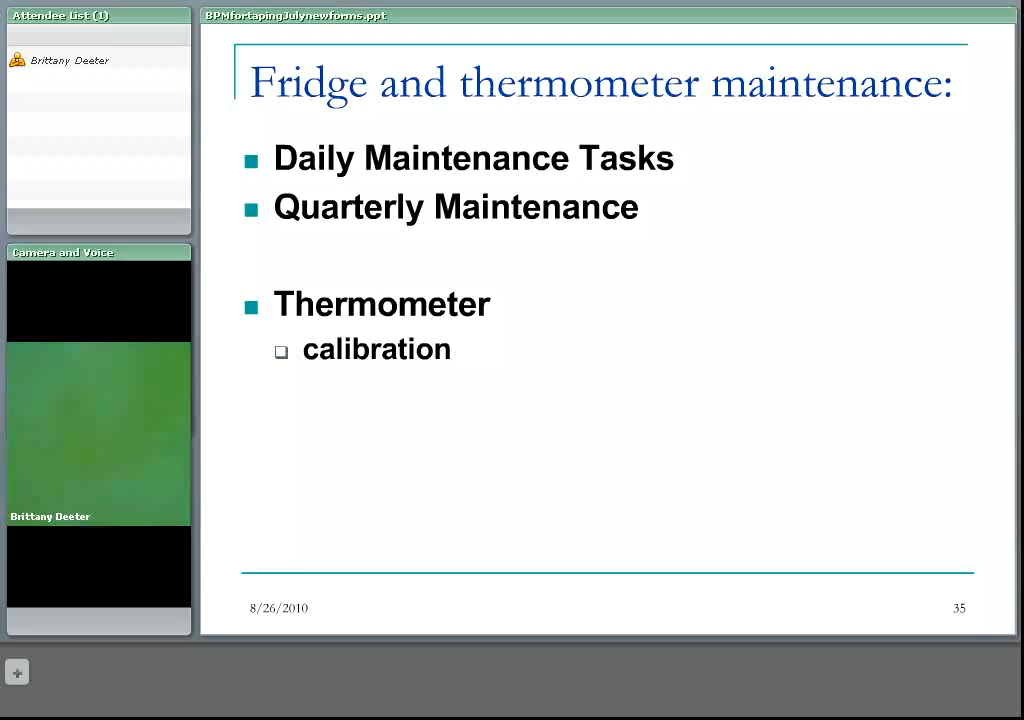 Attendee List (1)
Brittany Deeter
Camera and Voice
Brittany Deeter
BPMfortapingJulynewforms.ppt
Fridge and thermometer maintenance:
Daily Maintenance Tasks
Quarterly Maintenance
Thermometer
calibration
8/26/2010
35